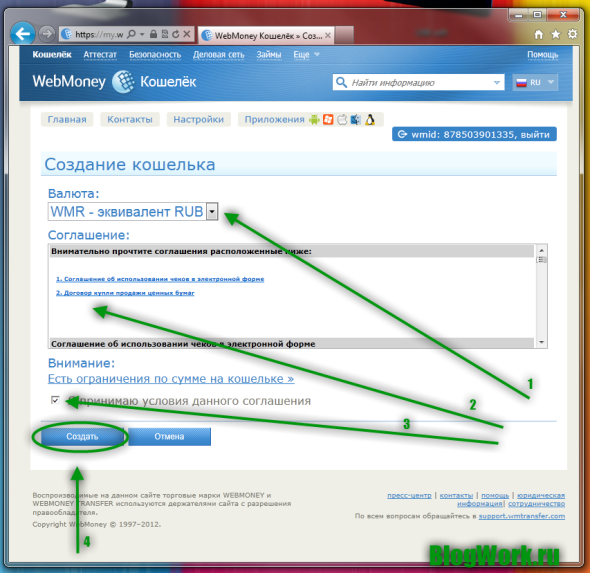 https://my.w
WebMoney Кошелёк » Соз...
Кошелёк Аттестат Безопасность Деловая сеть Займы Ещё Помощь
WebMoney Кошелёк
Найти информацию
RU
Главная Контакты Настройки Приложения
wmid: 878503901335, выйти
Создание кошелька
Валюта:
WMR - эквивалент RUB
Соглашение:
Внимательно прочтите соглашения расположенные ниже:
1. Соглашение об использовании чеков в электронной форме
2. Договор купли продажи ценных бумаг
Соглашение об использовании чеков в электронной форме
Внимание:
Есть ограничения по сумме на кошельке »
принимаю условия данного соглашения
1
2
3
Создать Отмена
4
Воспроизводимые на данном сайте торговые марки WEBMONEY и
WEBMONEY TRANSFER используются держателями сайта с разрешения
правообладателя.
Copyright WebMoney © 1997–2012.
пресс-центр | контакты | помощь | юридическая
информация | сотрудничество
По всем вопросам обращайтесь в support.wmtransfer.com
BlogWork.ru